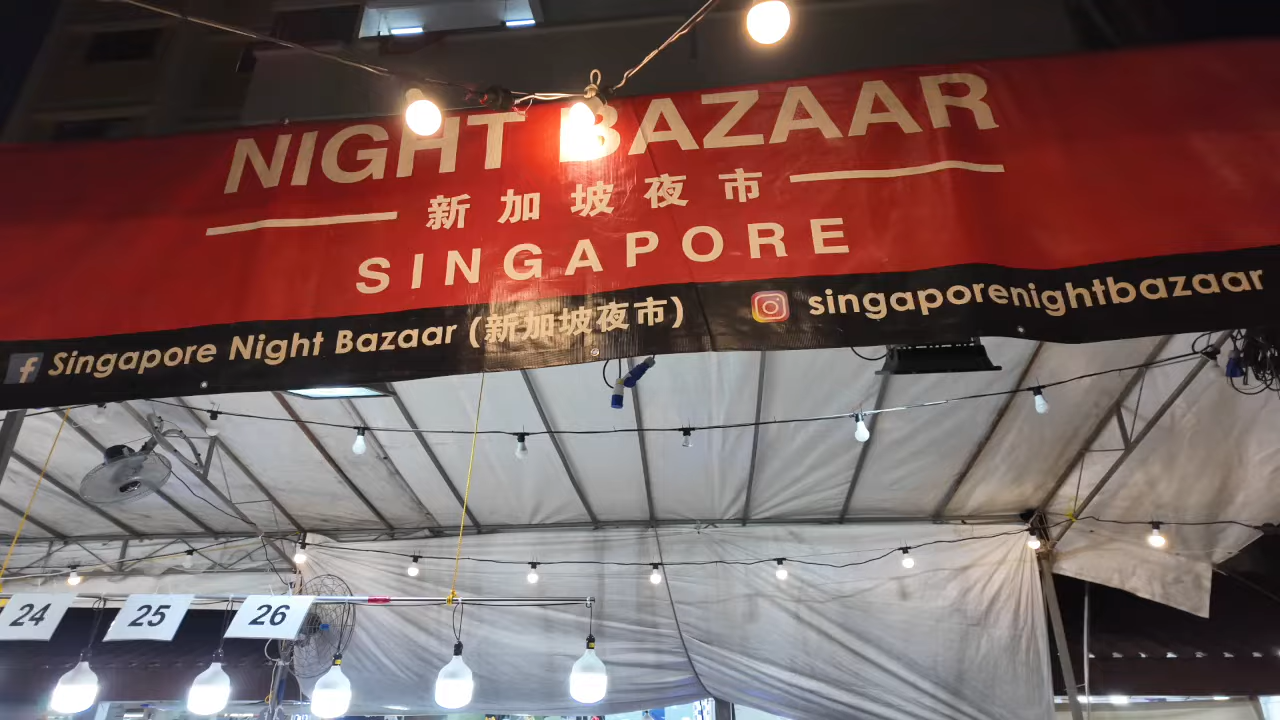 NIGHT BAZAAR
新加坡夜市
SINGAPORE
Singapore Night Bazaar (新加坡夜市)
singaporenightbazaar
24
25
26